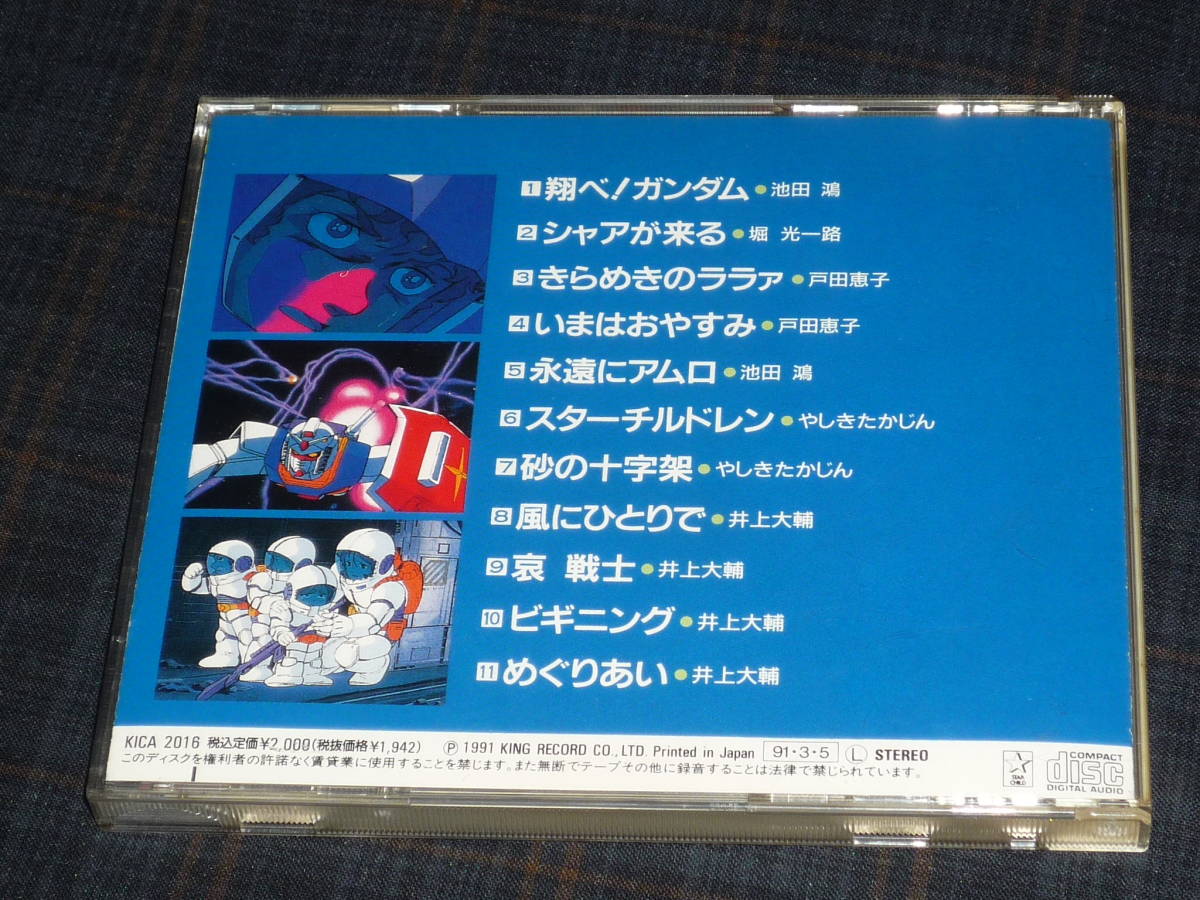 1 翔べ!ガンダム●池田 鴻
2 シャアが来る●堀 光一路
3 きらめきのララァ●戸田恵子
4 いまはおやすみ●戸田恵子
5 永遠にアムロ●池田 鴻
6 スターチルドレン●やしきたかじん
7 砂の十字架●やしきたかじん
8 風にひとりで●井上大輔
9 哀 戦士●井上大輔
10 ビギニング●井上大輔
11 めぐりあい●井上大輔
KICA 2016 税込定価¥2,000(税抜価格¥1,942) Ⓟ 1991 KING RECORD CO., LTD. Printed in Japan 91・3・5 Ⓛ STEREO
このディスクを権利者の許諾なく賃貸業に使用することを禁じます。また無断でテープその他に録音することは法律で禁じられています。
STAR CHILD
COMPACT disc DIGITAL AUDIO